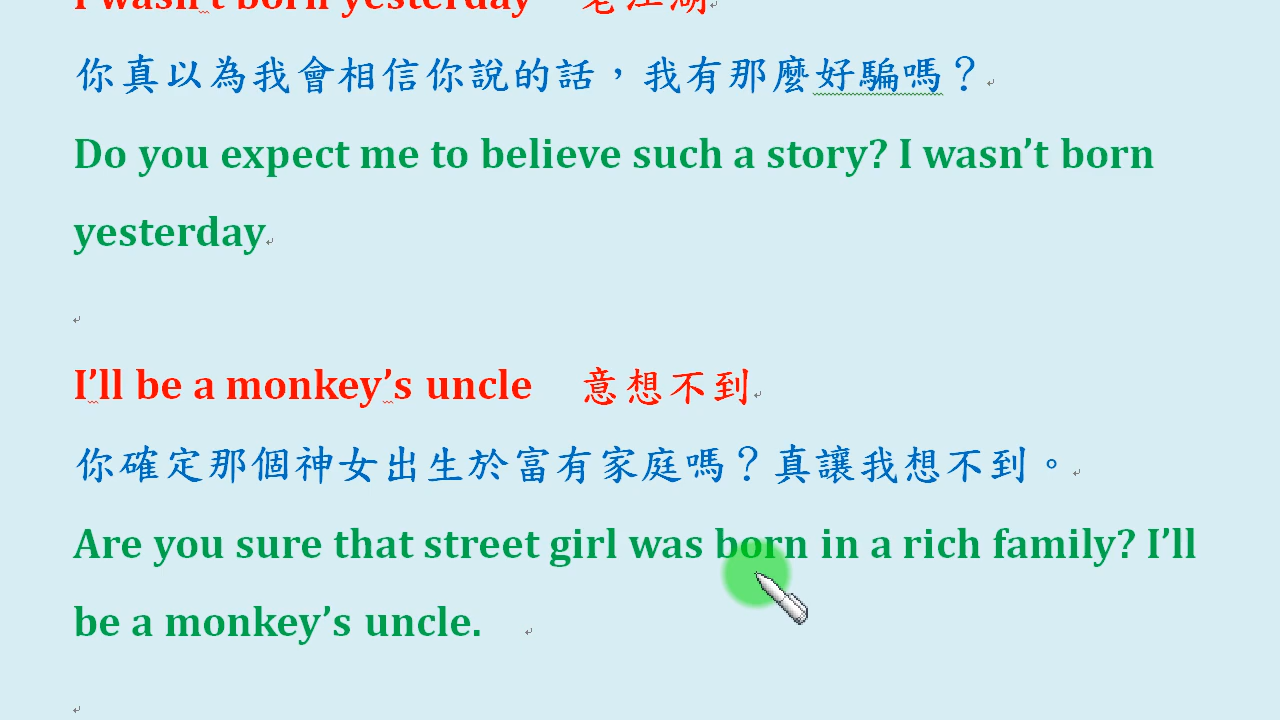 I wasn't born yesterday 老江湖
你真以為我會相信你說的話，我有那麼好騙嗎？
Do you expect me to believe such a story? I wasn’t born
yesterday
I’ll be a monkey’s uncle 意想不到
你確定那個神女出生於富有家庭嗎？真讓我想不到。
Are you sure that street girl was born in a rich family? I’ll
be a monkey’s uncle.